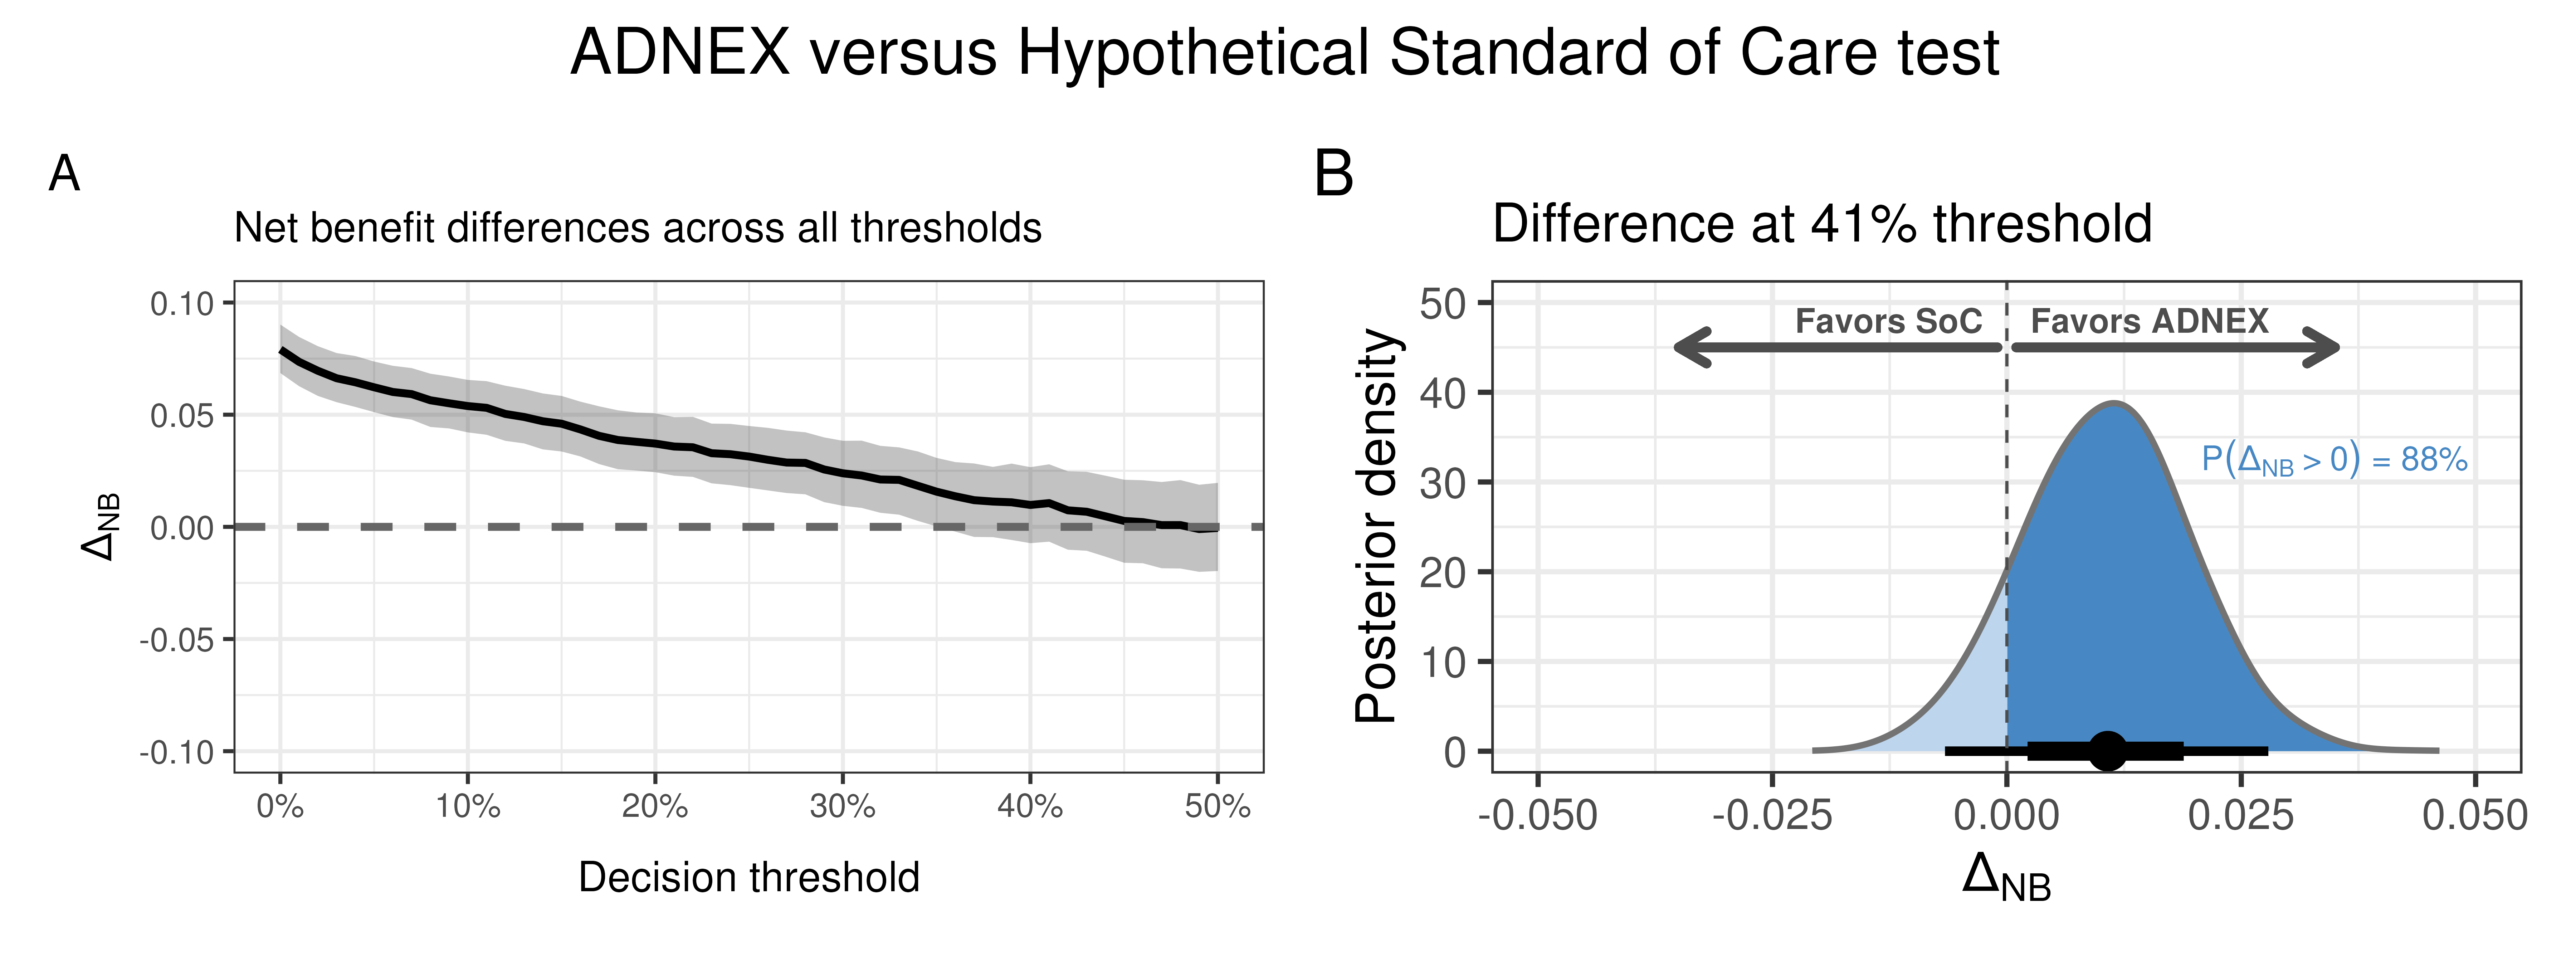 ADNEX versus Hypothetical Standard of Care test
A
Net benefit differences across all thresholds
0.10
0.05
0.00
-0.05
-0.10
ΔNB
0%
10%
20%
30%
40%
50%
Decision threshold
B
Difference at 41% threshold
50
40
30
20
10
0
Posterior density
Favors SoC
Favors ADNEX
P(ΔNB > 0) = 88%
-0.050
-0.025
0.000
0.025
0.050
ΔNB